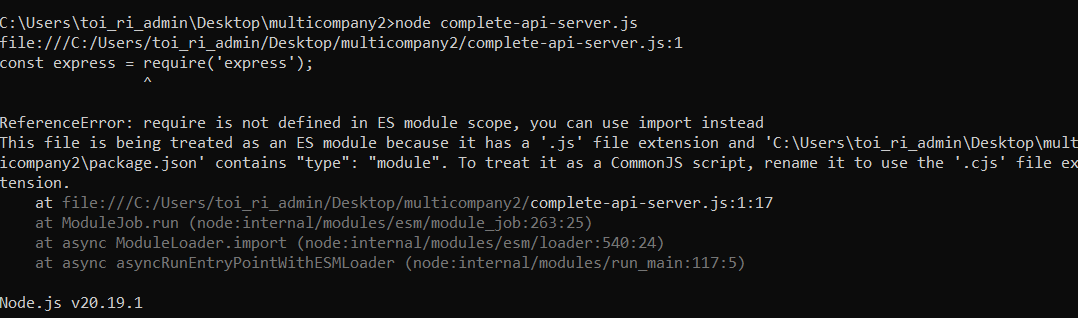 C:\Users\toi_ri_admin\Desktop\multicompany2>node complete-api-server.js
file:///C:/Users/toi_ri_admin/Desktop/multicompany2/complete-api-server.js:1
const express = require('express');
                ^
ReferenceError: require is not defined in ES module scope, you can use import instead
This file is being treated as an ES module because it has a '.js' file extension and 'C:\Users\toi_ri_admin\Desktop\mult
icompany2\package.json' contains "type": "module". To treat it as a CommonJS script, rename it to use the '.cjs' file ex
tension.
    at file:///C:/Users/toi_ri_admin/Desktop/multicompany2/complete-api-server.js:1:17
    at ModuleJob.run (node:internal/modules/esm/module_job:263:25)
    at async ModuleLoader.import (node:internal/modules/esm/loader:540:24)
    at async asyncRunEntryPointWithESMLoader (node:internal/modules/run_main:117:5)
Node.js v20.19.1